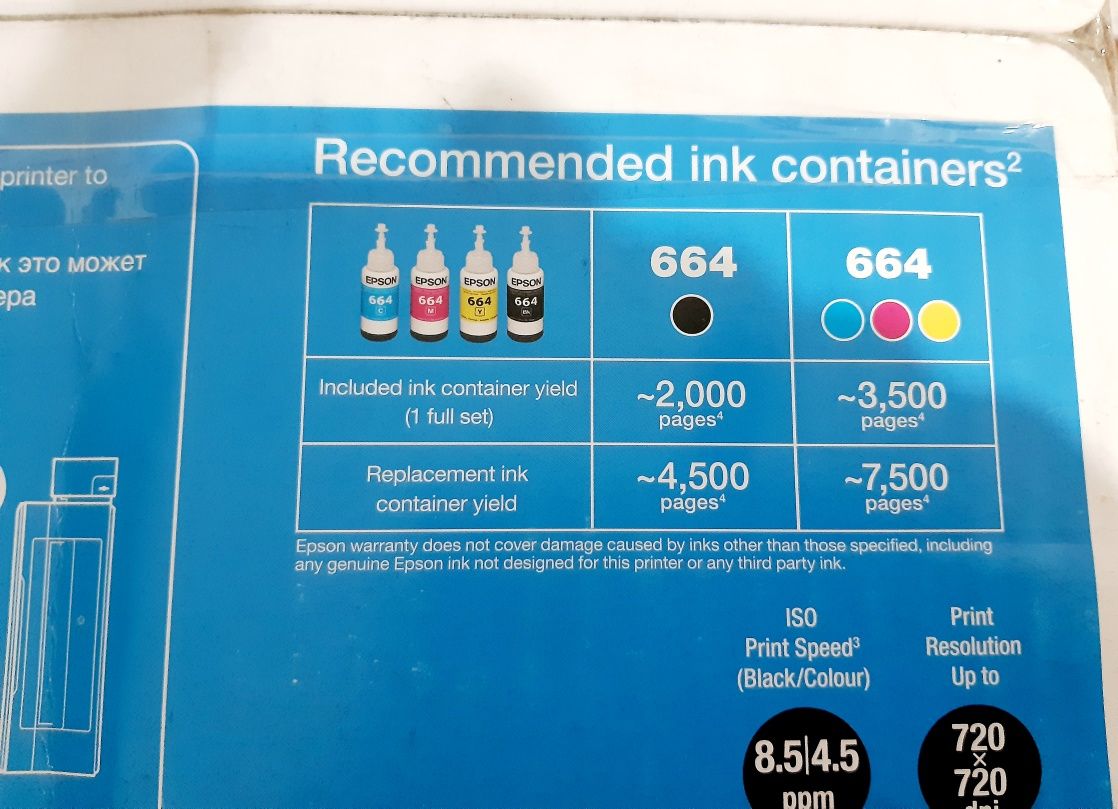 printer to
к это может
ера
Recommended ink containers²
EPSON 664 C
EPSON 664 M
EPSON 664 Y
EPSON 664 Bk
664
664
Included ink container yield
(1 full set)
~2,000
pages⁴
~3,500
pages⁴
Replacement ink
container yield
~4,500
pages⁴
~7,500
pages⁴
Epson warranty does not cover damage caused by inks other than those specified, including
any genuine Epson ink not designed for this printer or any third party ink.
ISO
Print Speed³
(Black/Colour)
8.5|4.5
ppm
Print
Resolution
Up to
720
×
720
dpi